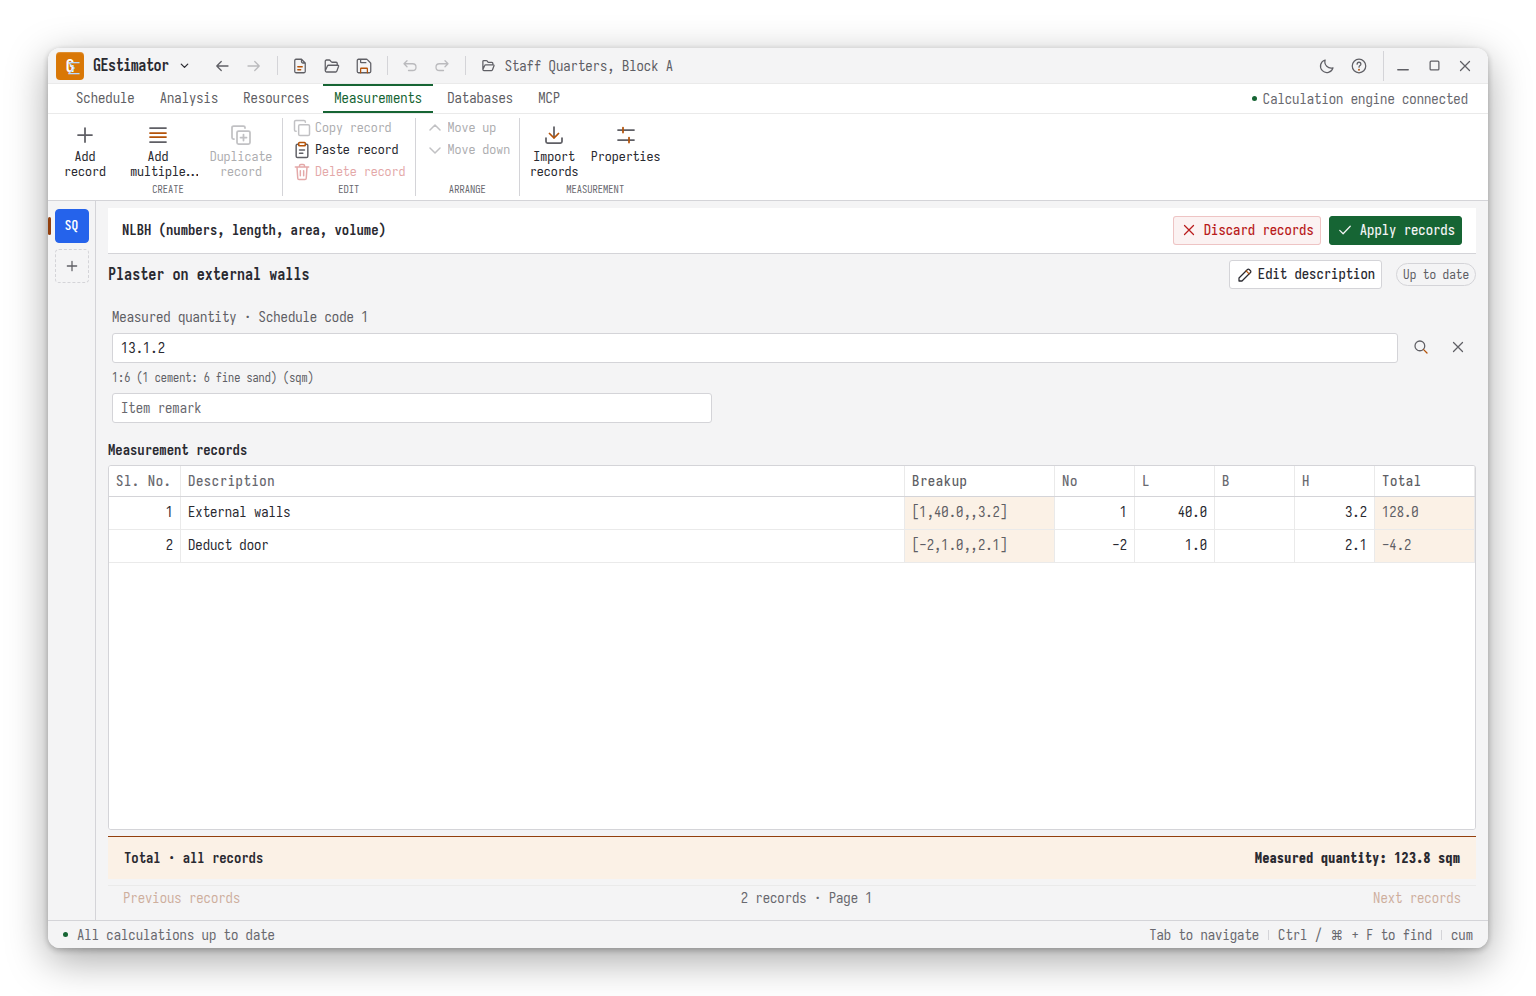 GEstimator
Staff Quarters, Block A
Schedule Analysis Resources Measurements Databases MCP
Calculation engine connected
Add record
Add multiple...
Duplicate record
CREATE
Copy record
Paste record
Delete record
EDIT
Move up
Move down
ARRANGE
Import records
Properties
MEASUREMENT
SQ
NLBH (numbers, length, area, volume)
Discard records
Apply records
Plaster on external walls
Edit description
Up to date
Measured quantity · Schedule code 1
13.1.2
1:6 (1 cement: 6 fine sand) (sqm)
Item remark
Measurement records
Sl. No. Description Breakup No L B H Total
1 External walls [1,40.0,,3.2] 1 40.0 3.2 128.0
2 Deduct door [-2,1.0,,2.1] -2 1.0 2.1 -4.2
Total · all records
Measured quantity: 123.8 sqm
Previous records
2 records · Page 1
Next records
All calculations up to date
Tab to navigate
Ctrl / ⌘ + F to find
cum